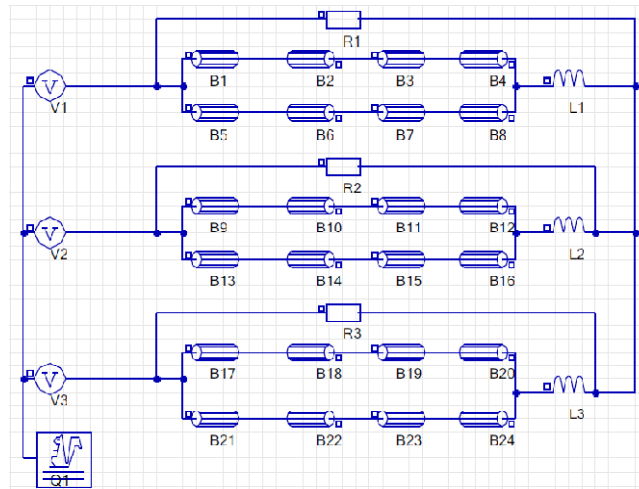 R1
B1 B2 B3 B4
V
V1 L1
B5 B6 B7 B8
R2
B9 B10 B11 B12
V
V2 L2
B13 B14 B15 B16
R3
B17 B18 B19 B20
V
V3 L3
B21 B22 B23 B24
Q1